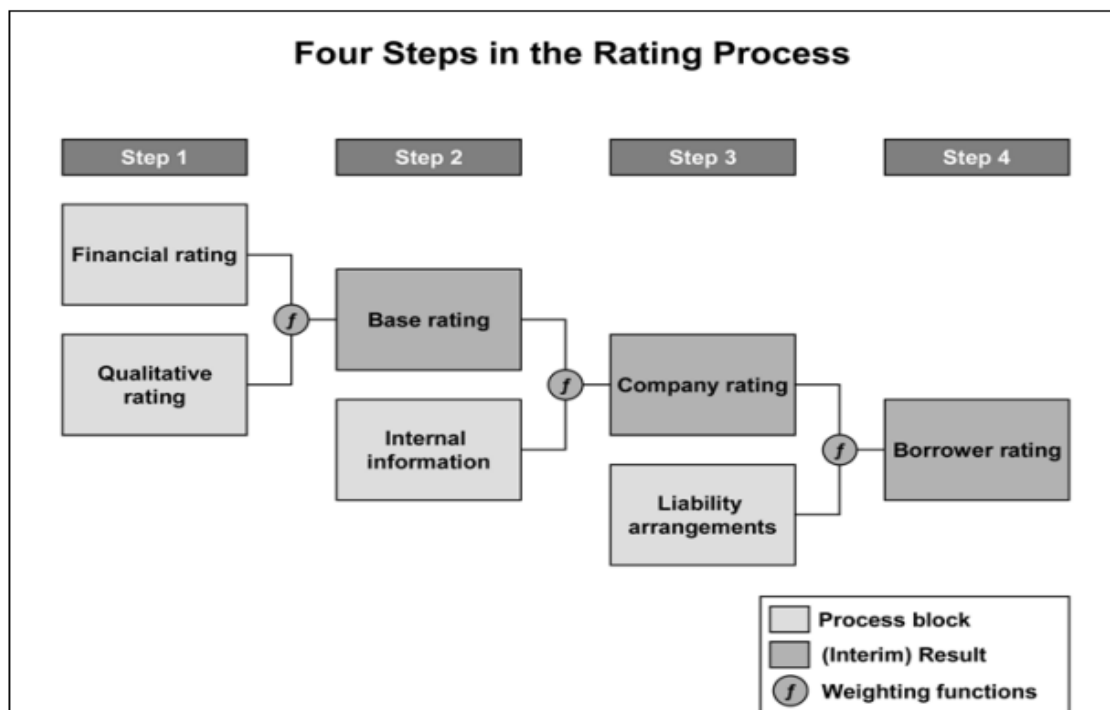 Four Steps in the Rating Process
Step 1
Step 2
Step 3
Step 4
Financial rating
Qualitative
rating
f
Base rating
Internal
information
f
Company rating
Liability
arrangements
f
Borrower rating
Process block
(Interim) Result
f
Weighting functions